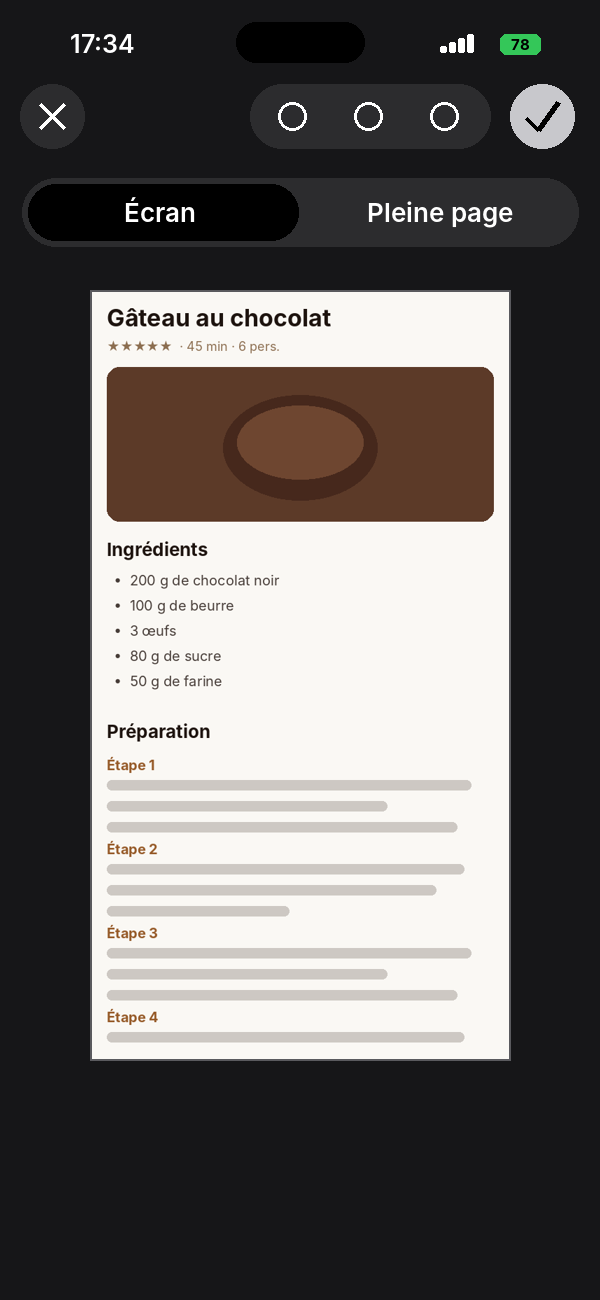 17:34
78
Écran
Pleine page
Gâteau au chocolat
★★★★★ · 45 min · 6 pers.
Ingrédients
• 200 g de chocolat noir
• 100 g de beurre
• 3 œufs
• 80 g de sucre
• 50 g de farine
Préparation
Étape 1
Étape 2
Étape 3
Étape 4